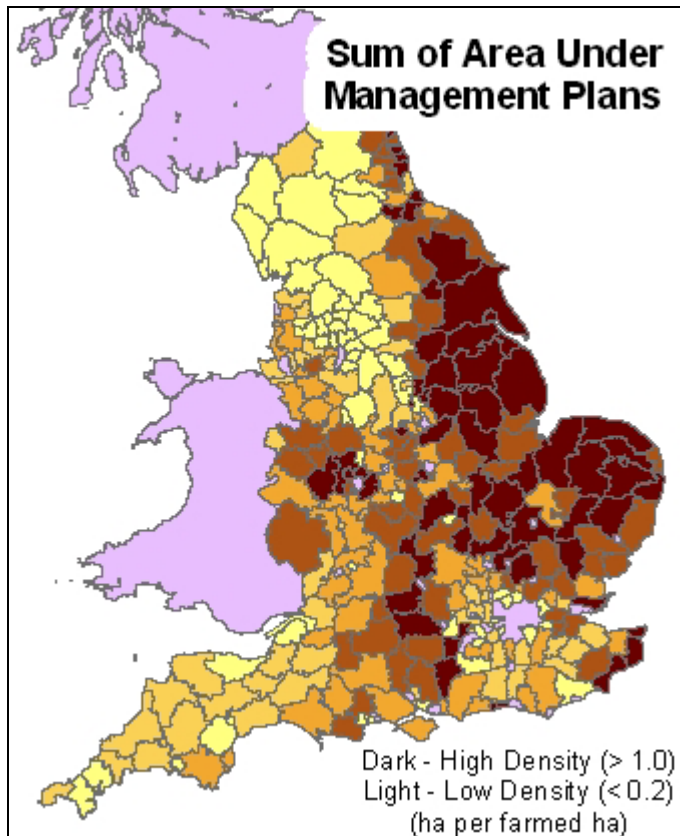 Sum of Area Under
Management Plans
Dark - High Density (> 1.0)
Light - Low Density (< 0.2)
(ha per farmed ha)